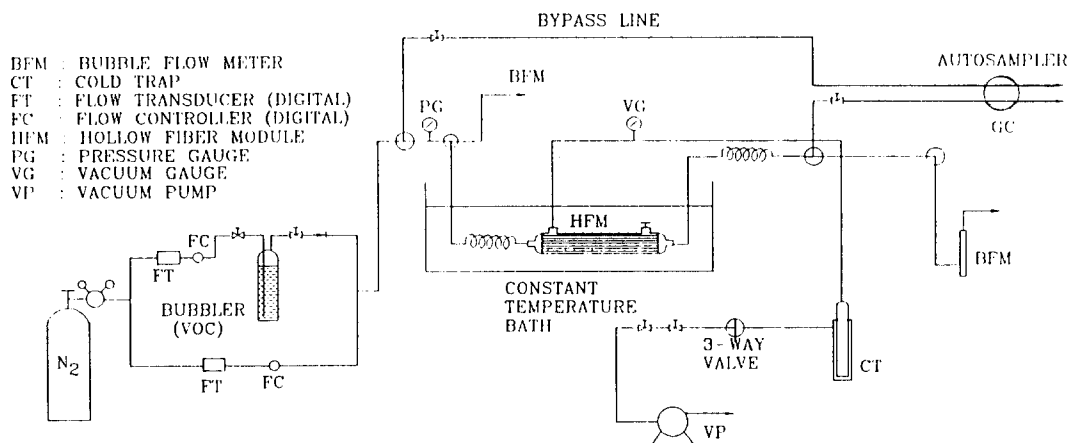 BYPASS LINE
BFM : BUBBLE FLOW METER
CT : COLD TRAP
FT : FLOW TRANSDUCER (DIGITAL)
FC : FLOW CONTROLLER (DIGITAL)
HFM : HOLLOW FIBER MODULE
PG : PRESSURE GAUGE
VG : VACUUM GAUGE
VP : VACUUM PUMP
BFM
PG
VG
AUTOSAMPLER
GC
HFM
FC
FT
BUBBLER
(VOC)
CONSTANT
TEMPERATURE
BATH
BFM
N2
FT
FC
3-WAY
VALVE
CT
VP